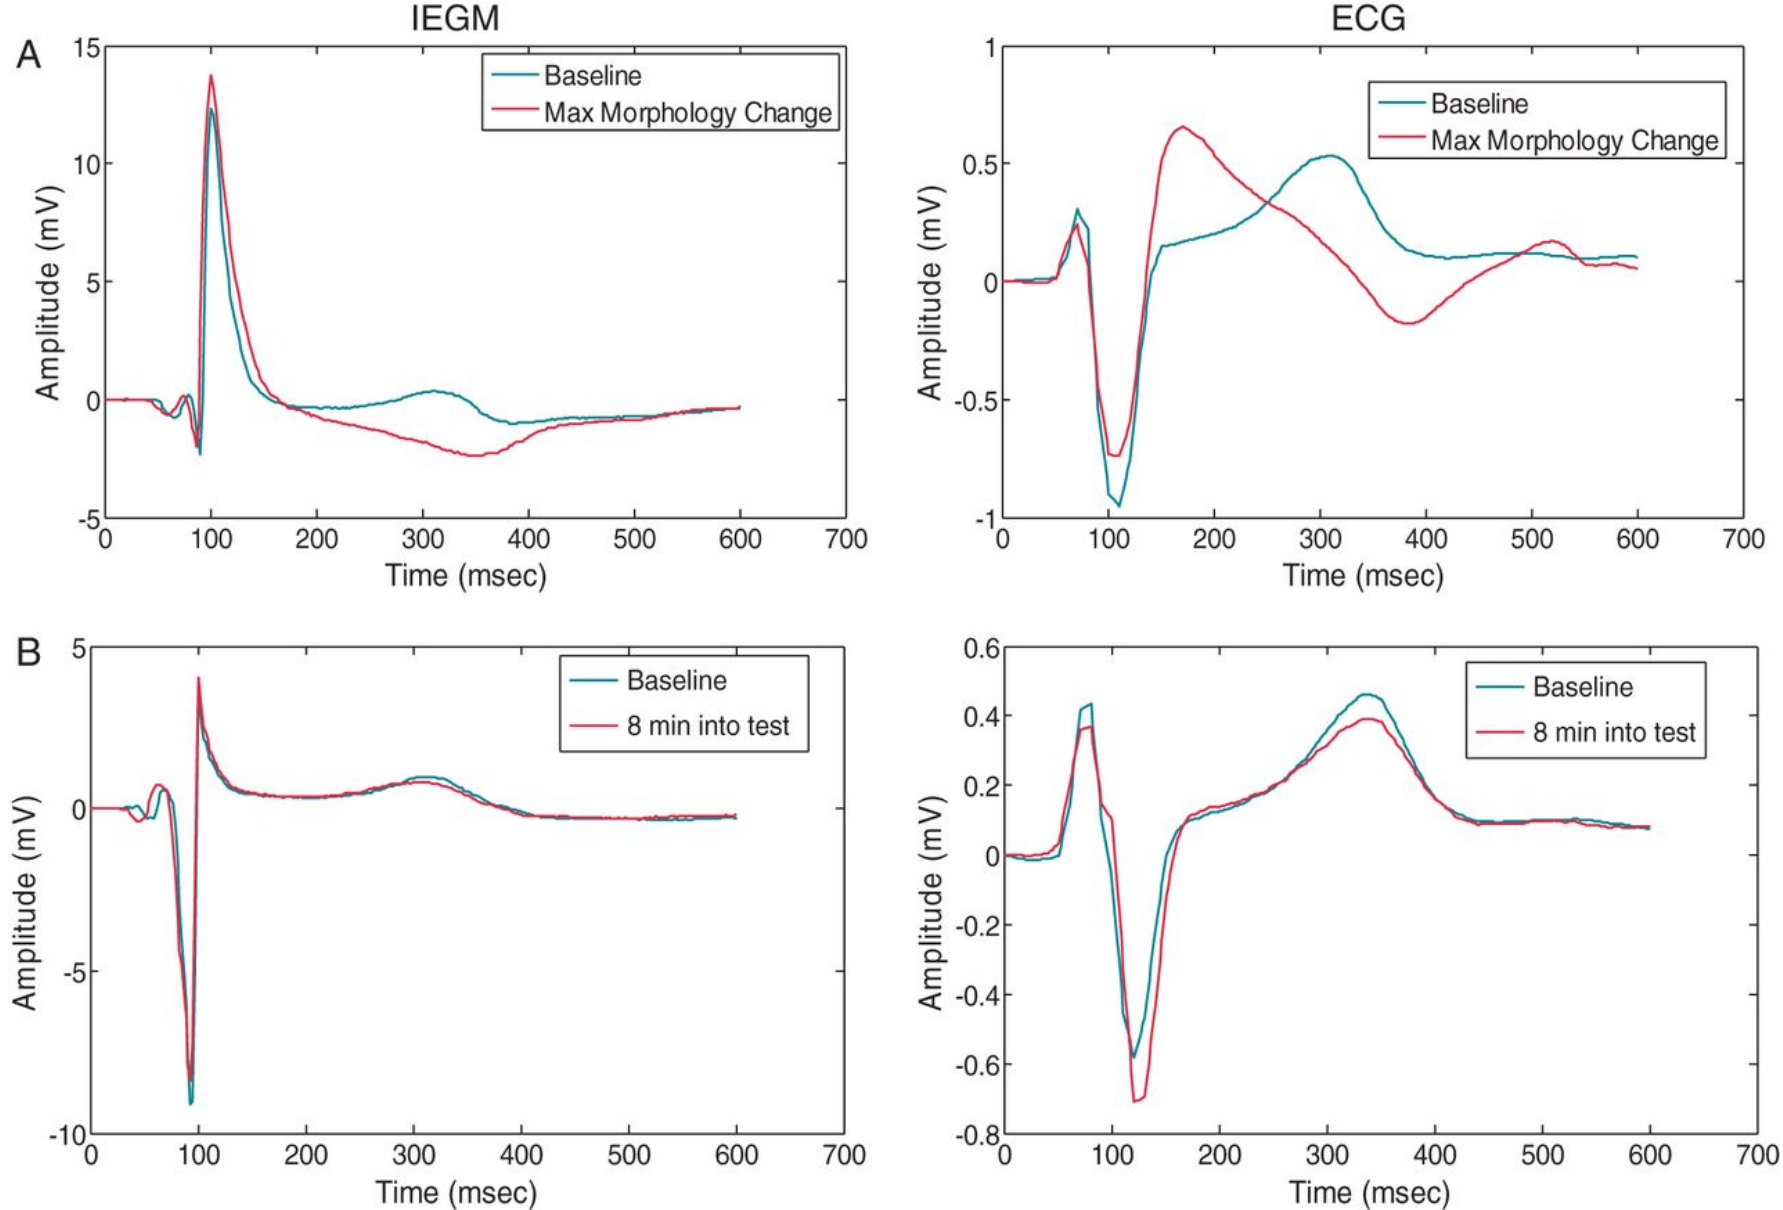 IEGM
ECG
A
15
10
5
0
-5
0 100 200 300 400 500 600 700
Amplitude (mV)
Time (msec)
Baseline
Max Morphology Change
1
0.5
0
-0.5
-1
0 100 200 300 400 500 600 700
Amplitude (mV)
Time (msec)
Baseline
Max Morphology Change
B
5
0
-5
-10
0 100 200 300 400 500 600 700
Amplitude (mV)
Time (msec)
Baseline
8 min into test
0.6
0.4
0.2
0
-0.2
-0.4
-0.6
-0.8
0 100 200 300 400 500 600 700
Amplitude (mV)
Time (msec)
Baseline
8 min into test